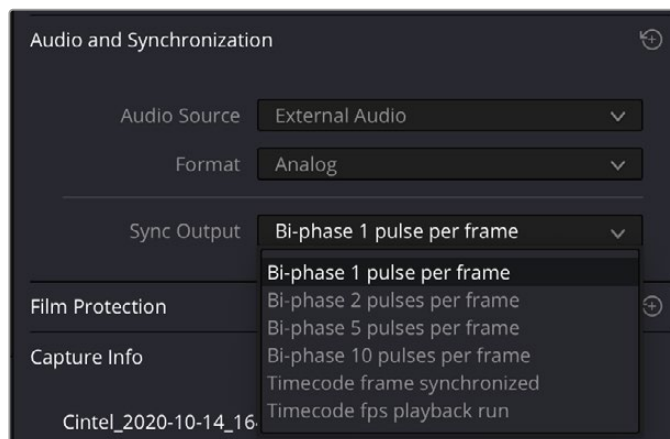 Audio and Synchronization
Audio Source External Audio
Format Analog
Sync Output Bi-phase 1 pulse per frame
Bi-phase 1 pulse per frame
Bi-phase 2 pulses per frame
Film Protection
Bi-phase 5 pulses per frame
Capture Info
Bi-phase 10 pulses per frame
Timecode frame synchronized
Timecode fps playback run
Cintel_2020-10-14_16